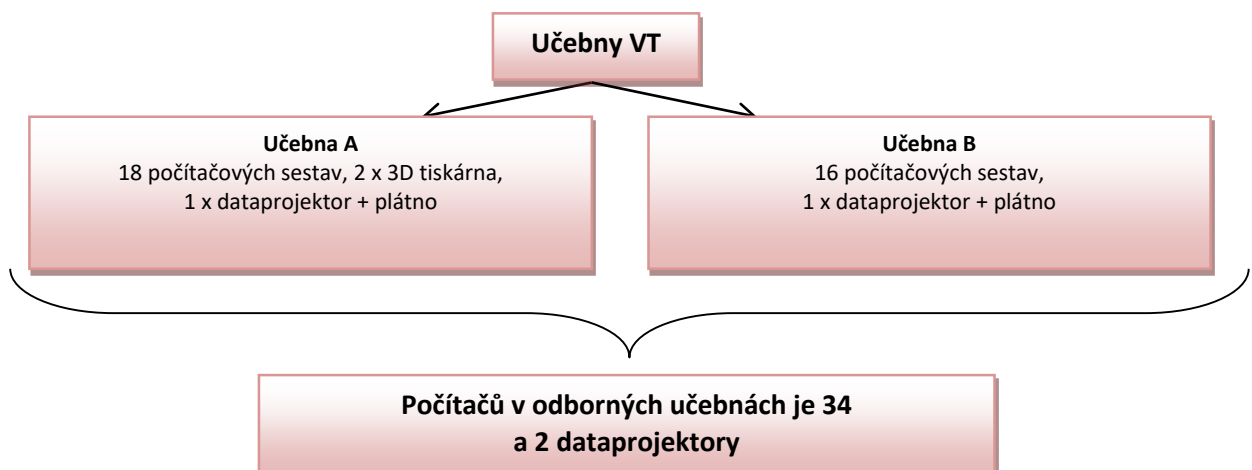 Učebny VT
Učebna A
18 počítačových sestav, 2 x 3D tiskárna,
1 x dataprojektor + plátno
Učebna B
16 počítačových sestav,
1 x dataprojektor + plátno
Počítačů v odborných učebnách je 34
a 2 dataprojektory